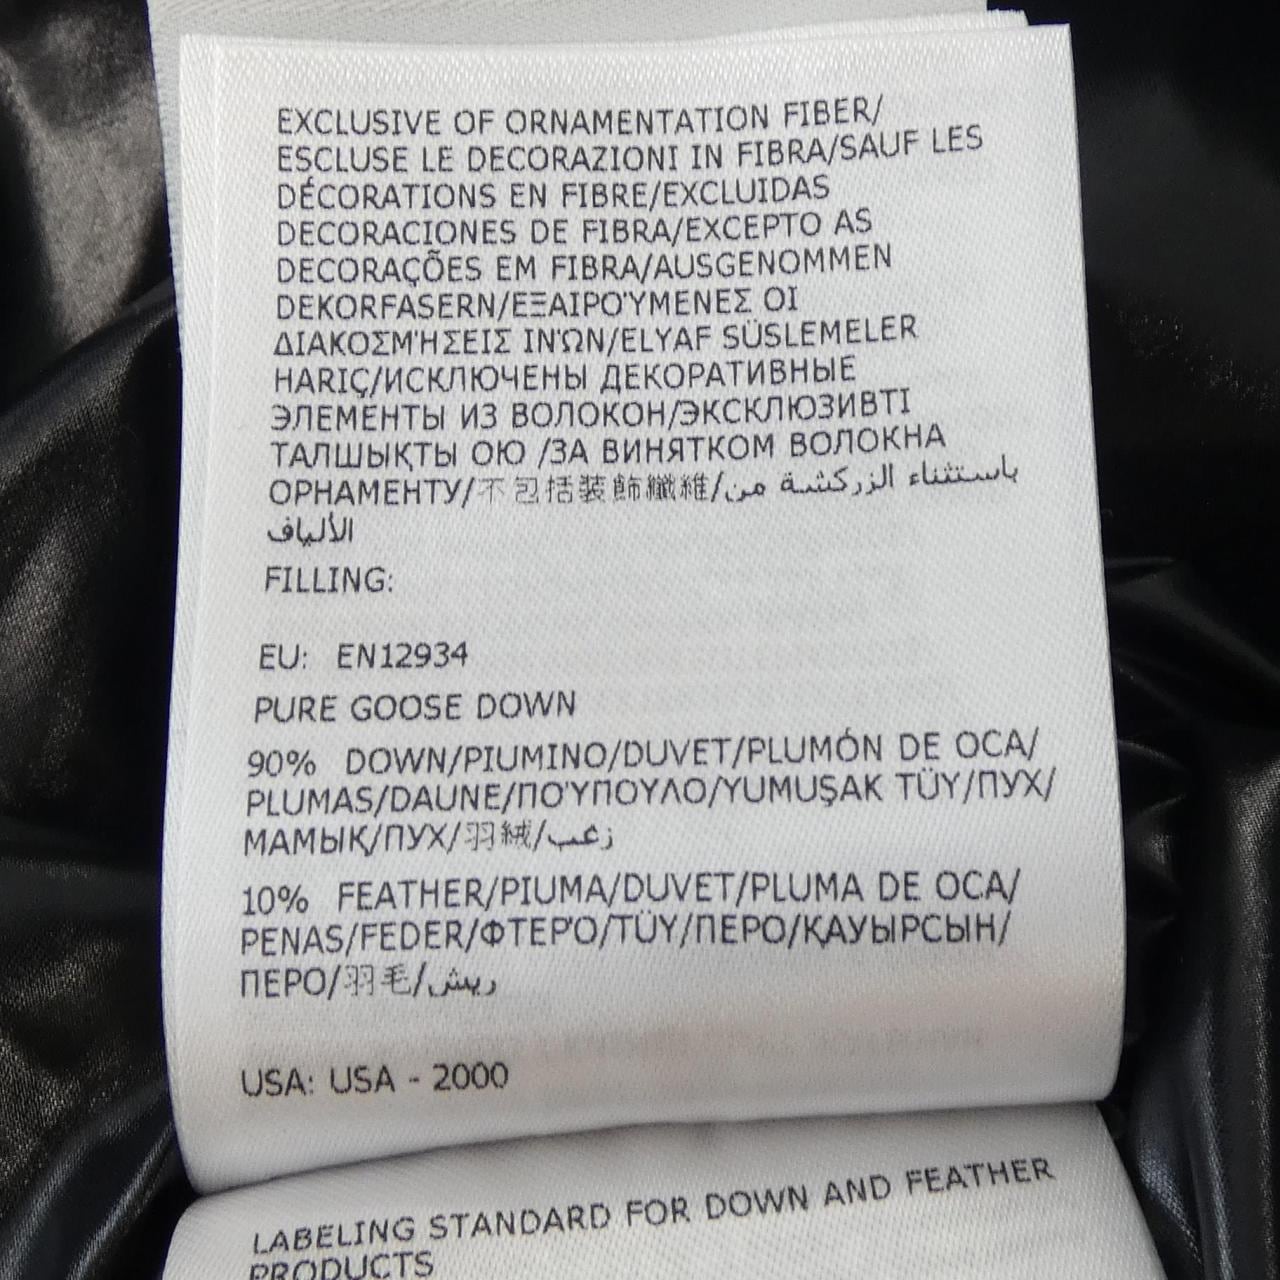 EXCLUSIVE OF ORNAMENTATION FIBER/
ESCLUSE LE DECORAZIONI IN FIBRA/SAUF LES
DÉCORATIONS EN FIBRE/EXCLUIDAS
DECORACIONES DE FIBRA/EXCEPTO AS
DECORAÇÕES EM FIBRA/AUSGENOMMEN
DEKORFASERN/ΕΞΑΙΡΟΎΜΕΝΕΣ ΟΙ
ΔΙΑΚΟΣΜΉΣΕΙΣ ΙΝΏΝ/ELYAF SÜSLEMELER
HARIÇ/ИСКЛЮЧЕНЫ ДЕКОРАТИВНЫЕ
ЭЛЕМЕНТЫ ИЗ ВОЛОКОН/ЭКСКЛЮЗИВТІ
ТАЛШЫҚТЫ ОЮ /ЗА ВИНЯТКОМ ВОЛОКНА
ОРНАМЕНТУ/不包括装飾纖維/باستثناء الزركشة من
الألياف
FILLING:
EU: EN12934
PURE GOOSE DOWN
90% DOWN/PIUMINO/DUVET/PLUMÓN DE OCA/
PLUMAS/DAUNE/ΠΟΎΠΟΥΛΟ/YUMUŞAK TÜY/ПУХ/
МАМЫҚ/ПУХ/羽絨/زغب
10% FEATHER/PIUMA/DUVET/PLUMA DE OCA/
PENAS/FEDER/ΦΤΕΡΌ/TÜY/ПЕРО/ҚАУЫРСЫН/
ПЕРО/羽毛/ريش
USA: USA - 2000
LABELING STANDARD FOR DOWN AND FEATHER
PRODUCTS